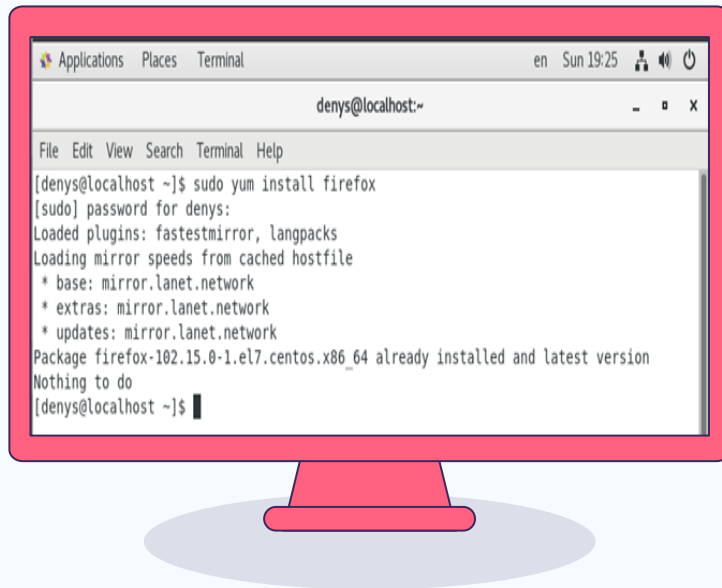 Applications Places Terminal en Sun 19:25
denys@localhost:~
File Edit View Search Terminal Help
[denys@localhost ~]$ sudo yum install firefox
[sudo] password for denys:
Loaded plugins: fastestmirror, langpacks
Loading mirror speeds from cached hostfile
* base: mirror.lanet.network
* extras: mirror.lanet.network
* updates: mirror.lanet.network
Package firefox-102.15.0-1.el7.centos.x86_64 already installed and latest version
Nothing to do
[denys@localhost ~]$